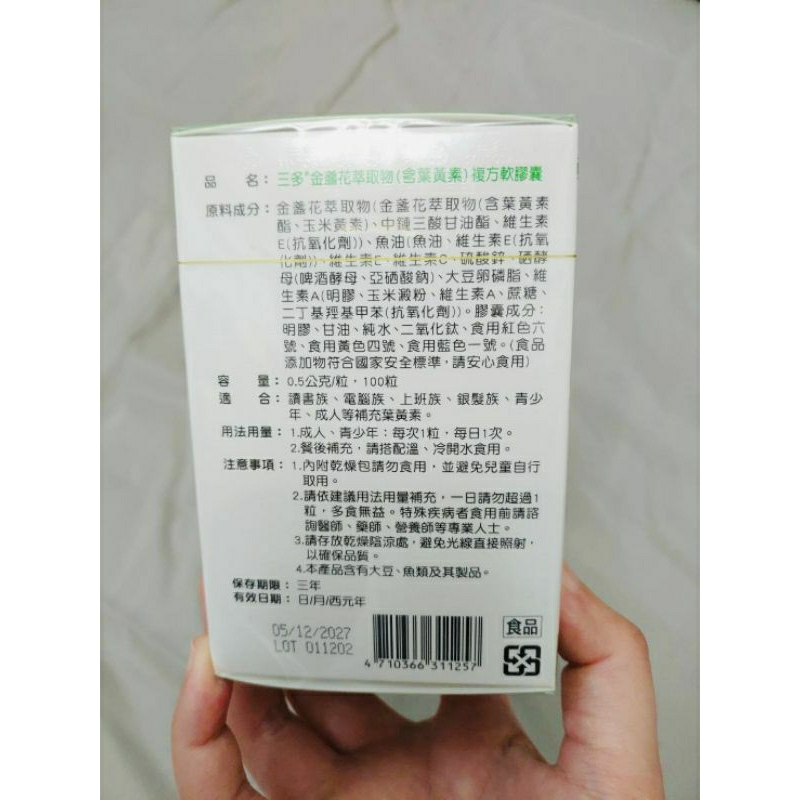 品　名：三多®金盞花萃取物(含葉黃素)複方軟膠囊
原料成分：金盞花萃取物(金盞花萃取物(含葉黃素
酯、玉米黃素)、中鏈三酸甘油酯、維生素
E(抗氧化劑))、魚油(魚油、維生素E(抗氧
化劑))、維生素E、維生素C、硫酸鋅、硒酵
母(啤酒酵母、亞硒酸鈉)、大豆卵磷脂、維
生素A(明膠、玉米澱粉、維生素A、蔗糖、
二丁基羥基甲苯(抗氧化劑))。膠囊成分：
明膠、甘油、純水、二氧化鈦、食用紅色六
號、食用黃色四號、食用藍色一號。(食品
添加物符合國家安全標準，請安心食用)
容　量：0.5公克/粒，100粒
適　合：讀書族、電腦族、上班族、銀髮族、青少
年、成人等補充葉黃素。
用法用量：1.成人、青少年：每次1粒，每日1次。
2.餐後補充，請搭配溫、冷開水食用。
注意事項：1.內附乾燥包請勿食用，並避免兒童自行
取用。
2.請依建議用法用量補充，一日請勿超過1
粒，多食無益。特殊疾病者食用前請諮
詢醫師、藥師、營養師等專業人士。
3.請存放乾燥陰涼處，避免光線直接照射，
以確保品質。
4.本產品含有大豆、魚類及其製品。
保存期限：三年
有效日期：日/月/西元年
05/12/2027
LOT 011202
4 710366 311257
食品